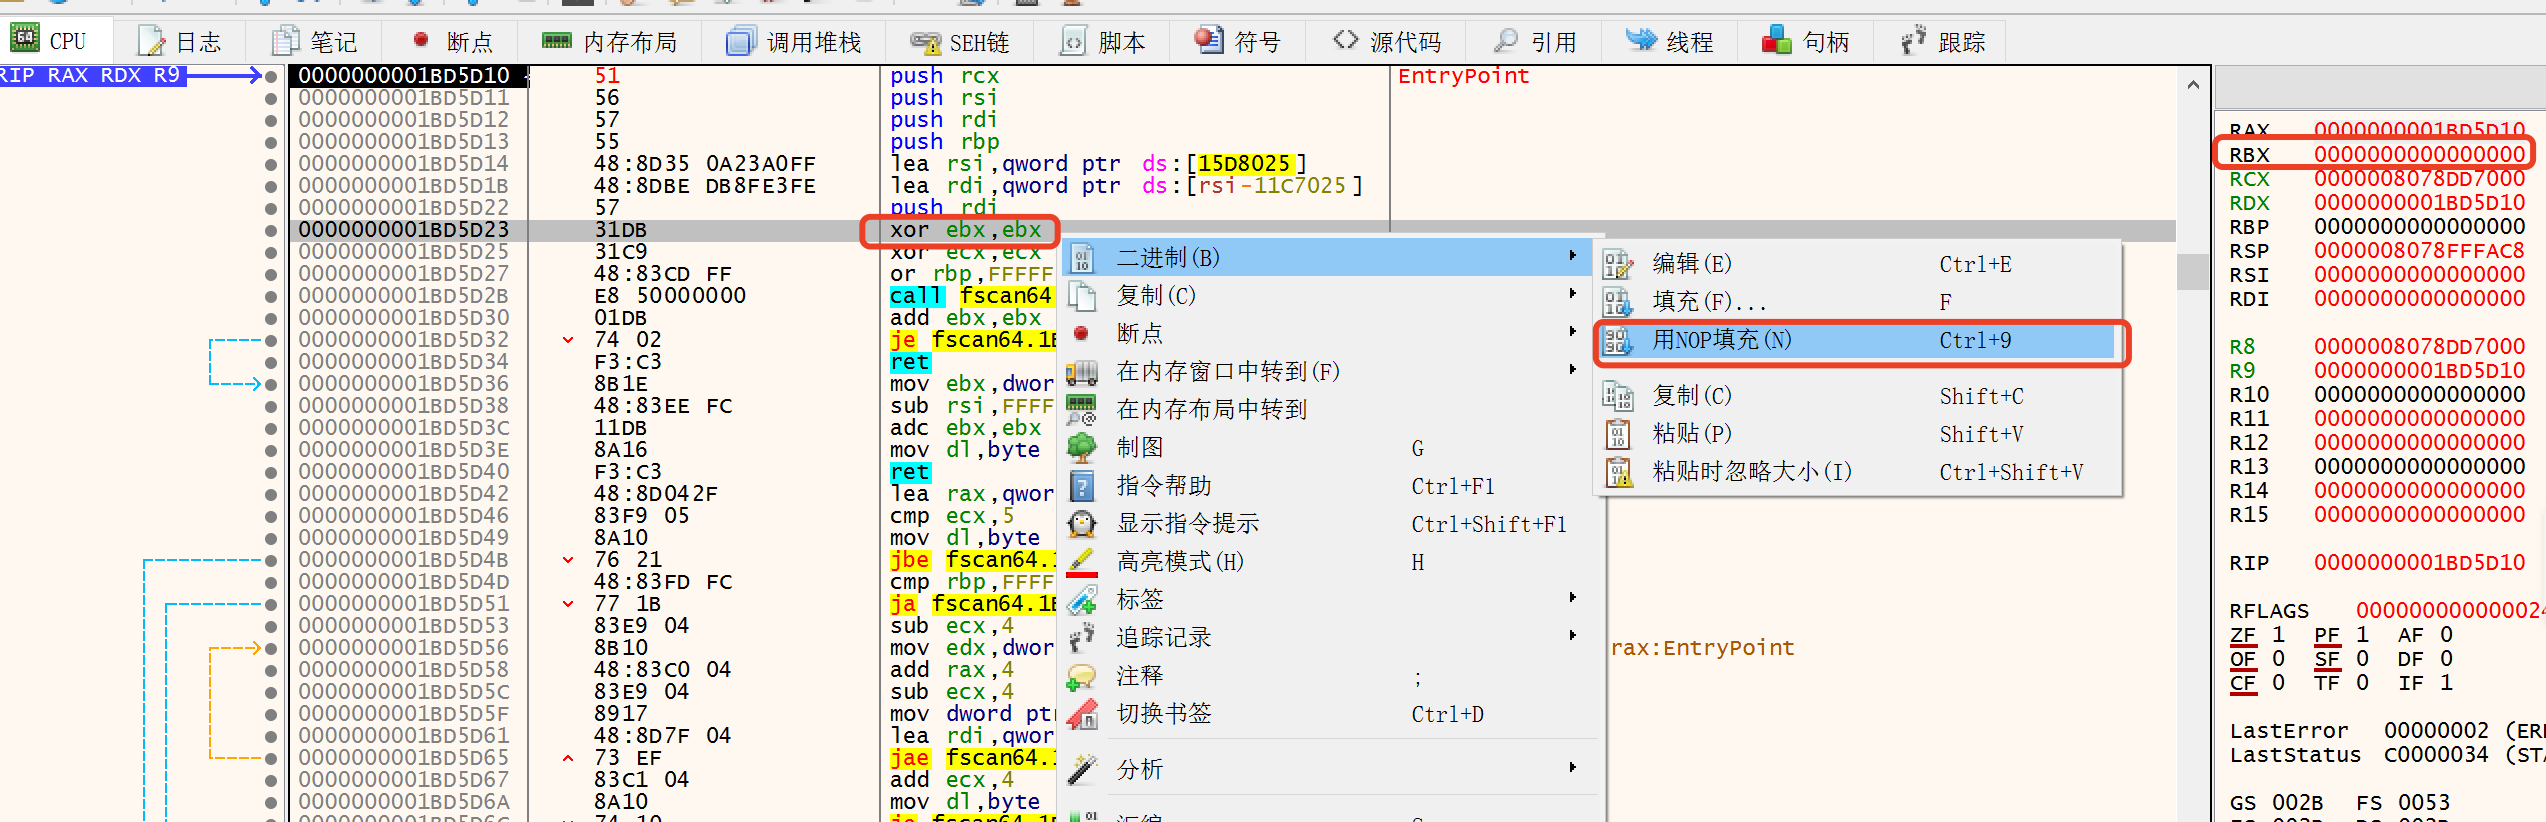 CPU 日志 笔记 断点 内存布局 调用堆栈 SEH链 脚本 符号 源代码 引用 线程 句柄 跟踪
RIP RAX RDX R9
0000000001BD5D10 51 push rcx EntryPoint
0000000001BD5D11 56 push rsi
0000000001BD5D12 57 push rdi
0000000001BD5D13 55 push rbp
0000000001BD5D14 48:8D35 0A23A0FF lea rsi,qword ptr ds:[15D8025]
0000000001BD5D1B 48:8DBE DB8FE3FE lea rdi,qword ptr ds:[rsi-11C7025]
0000000001BD5D22 57 push rdi
0000000001BD5D23 31DB xor ebx,ebx
0000000001BD5D25 31C9 xor ecx,ecx
0000000001BD5D27 48:83CD FF or rbp,FFFFF
0000000001BD5D2B E8 50000000 call fscan64
0000000001BD5D30 01DB add ebx,ebx
0000000001BD5D32 74 02 je fscan64.1
0000000001BD5D34 F3:C3 ret
0000000001BD5D36 8B1E mov ebx,dwor
0000000001BD5D38 48:83EE FC sub rsi,FFFF
0000000001BD5D3C 11DB adc ebx,ebx
0000000001BD5D3E 8A16 mov dl,byte
0000000001BD5D40 F3:C3 ret
0000000001BD5D42 48:8D042F lea rax,qwor
0000000001BD5D46 83F9 05 cmp ecx,5
0000000001BD5D49 8A10 mov dl,byte
0000000001BD5D4B 76 21 jbe fscan64.
0000000001BD5D4D 48:83FD FC cmp rbp,FFFF
0000000001BD5D51 77 1B ja fscan64.1
0000000001BD5D53 83E9 04 sub ecx,4
0000000001BD5D56 8B10 mov edx,dwor rax:EntryPoint
0000000001BD5D58 48:83C0 04 add rax,4
0000000001BD5D5C 83E9 04 sub ecx,4
0000000001BD5D5F 8917 mov dword ptr
0000000001BD5D61 48:8D7F 04 lea rdi,qwor
0000000001BD5D65 73 EF jae fscan64.
0000000001BD5D67 83C1 04 add ecx,4
0000000001BD5D6A 8A10 mov dl,byte
二进制(B)
复制(C)
断点
在内存窗口中转到(F)
在内存布局中转到
制图 G
指令帮助 Ctrl+F1
显示指令提示 Ctrl+Shift+F1
高亮模式(H) H
标签
追踪记录
注释 ;
切换书签 Ctrl+D
分析
编辑(E) Ctrl+E
填充(F)... F
用NOP填充(N) Ctrl+9
复制(C) Shift+C
粘贴(P) Shift+V
粘贴时忽略大小(I) Ctrl+Shift+V
RAX 0000000001BD5D10
RBX 0000000000000000
RCX 0000008078DD7000
RDX 0000000001BD5D10
RBP 0000000000000000
RSP 0000008078FFFAC8
RSI 0000000000000000
RDI 0000000000000000
R8 0000008078DD7000
R9 0000000001BD5D10
R10 0000000000000000
R11 0000000000000000
R12 0000000000000000
R13 0000000000000000
R14 0000000000000000
R15 0000000000000000
RIP 0000000001BD5D10
RFLAGS 000000000000024
ZF 1 PF 1 AF 0
OF 0 SF 0 DF 0
CF 0 TF 0 IF 1
LastError 00000002 (ER
LastStatus C0000034 (ST
GS 002B FS 0053